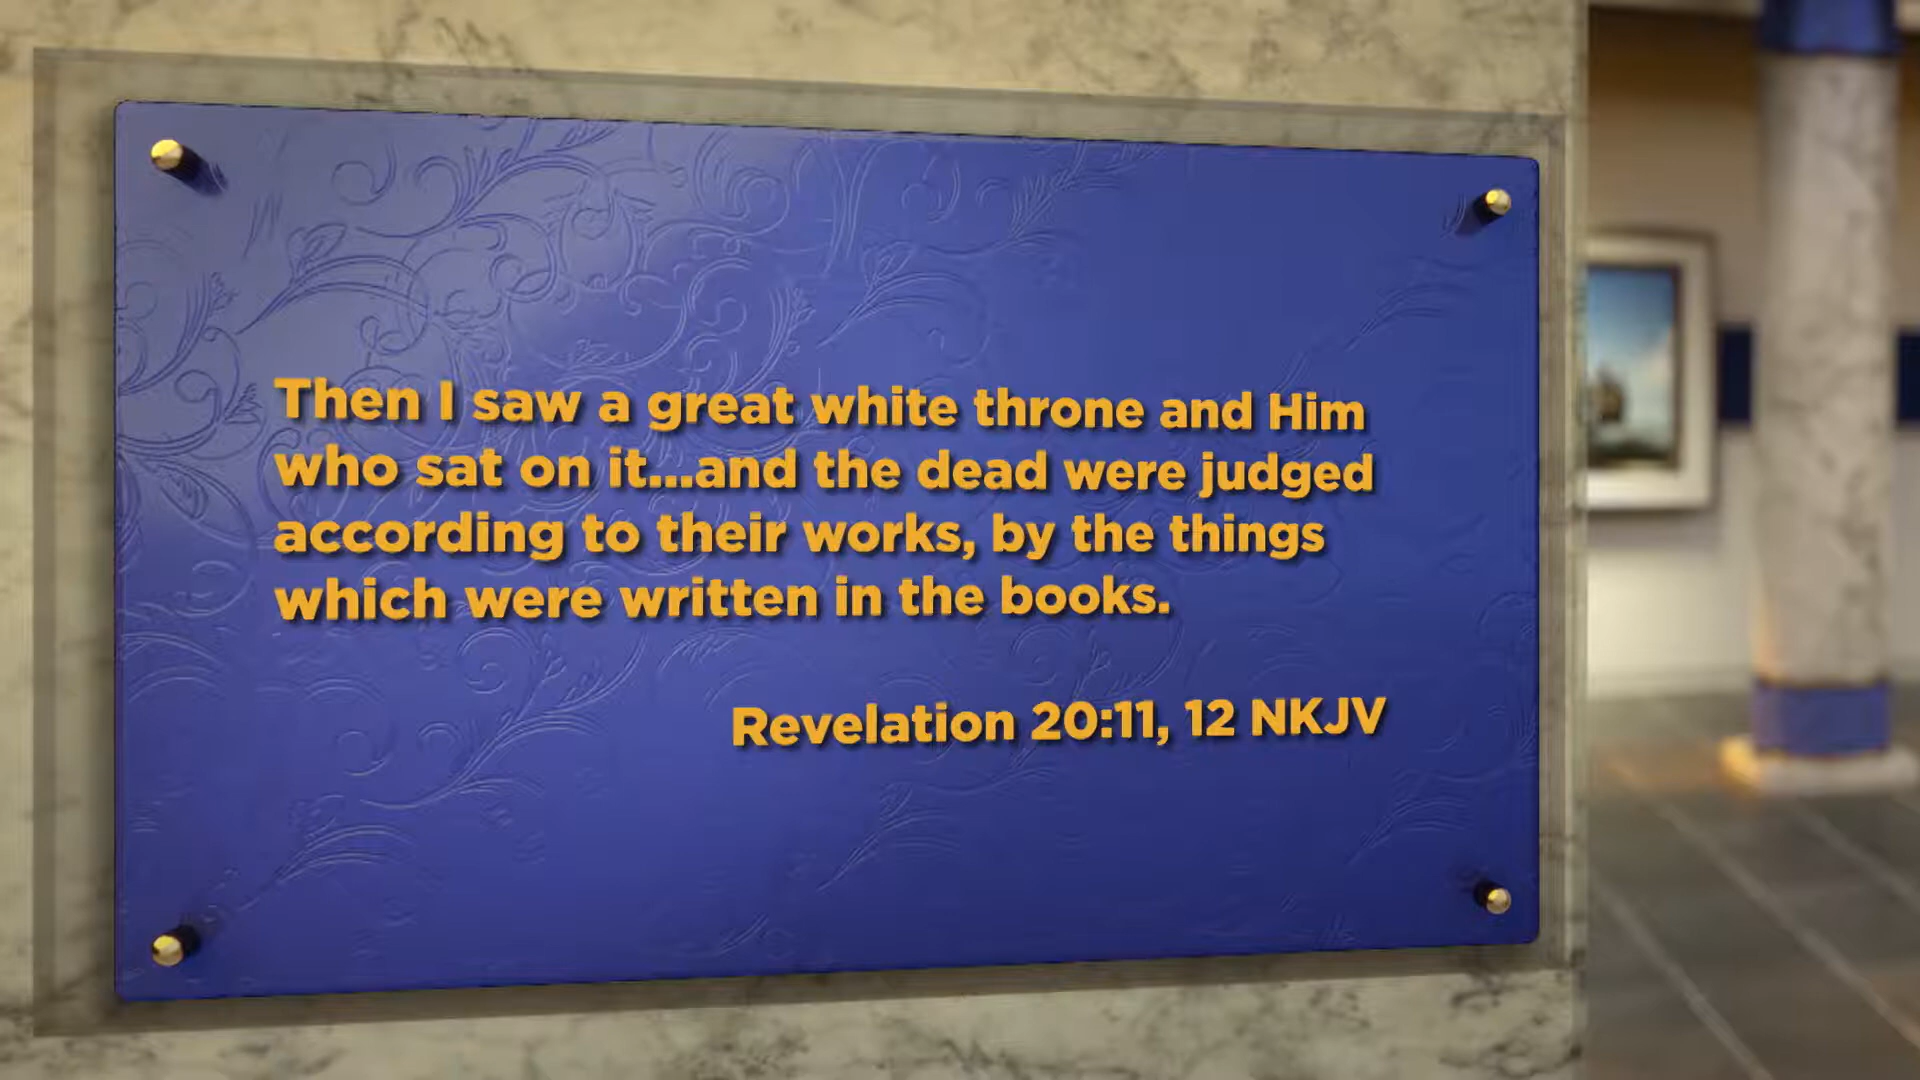 Then I saw a great white throne and Him
who sat on it...and the dead were judged
according to their works, by the things
which were written in the books.
Revelation 20:11, 12 NKJV